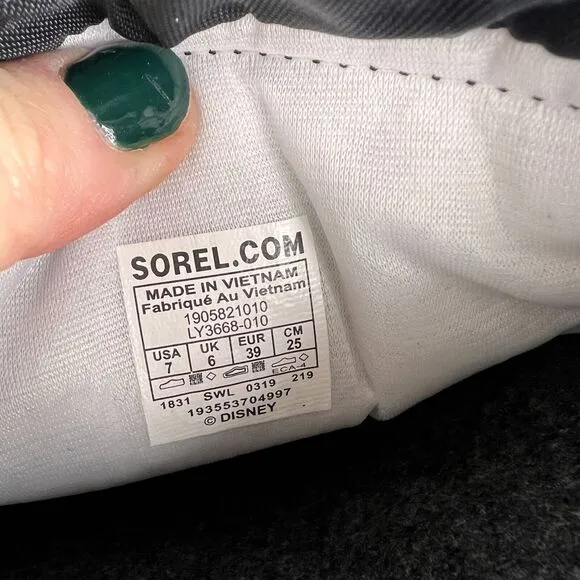 SOREL.COM
MADE IN VIETNAM
Fabriqué Au Vietnam
1905821010
LY3668-010
USA UK EUR CM
7 6 39 25
ECA-4
1831 SWL 0319 219
193553704997
© DISNEY